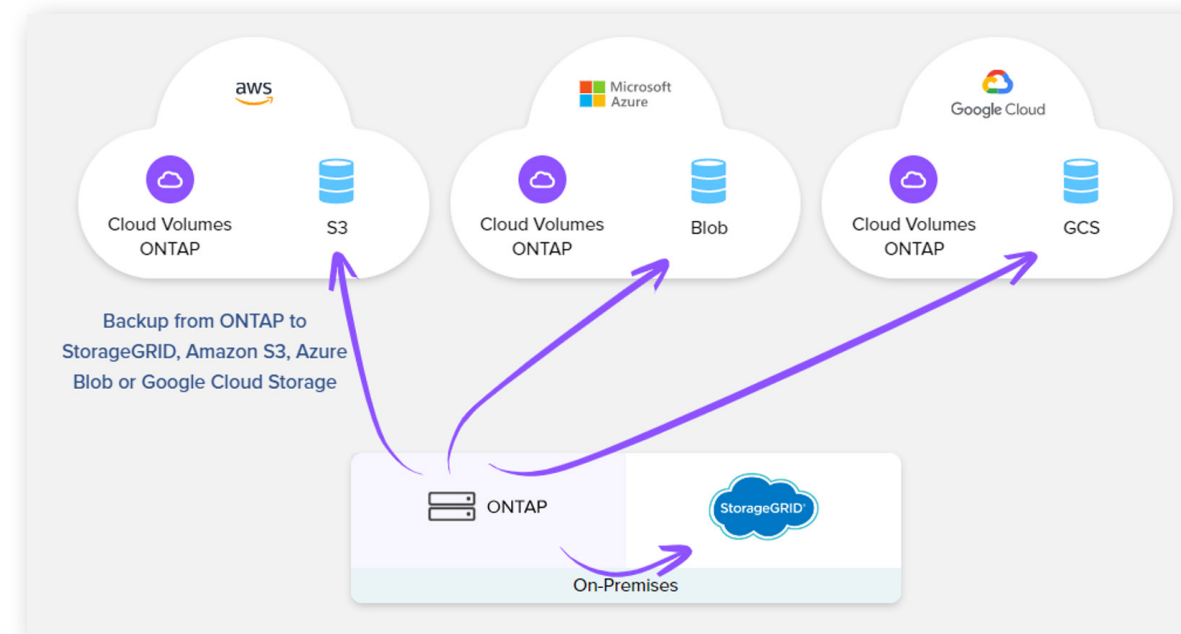 aws
Microsoft
Azure
Google Cloud
Cloud Volumes
ONTAP
S3
Cloud Volumes
ONTAP
Blob
Cloud Volumes
ONTAP
GCS
Backup from ONTAP to
StorageGRID, Amazon S3, Azure
Blob or Google Cloud Storage
ONTAP
StorageGRID®
On-Premises